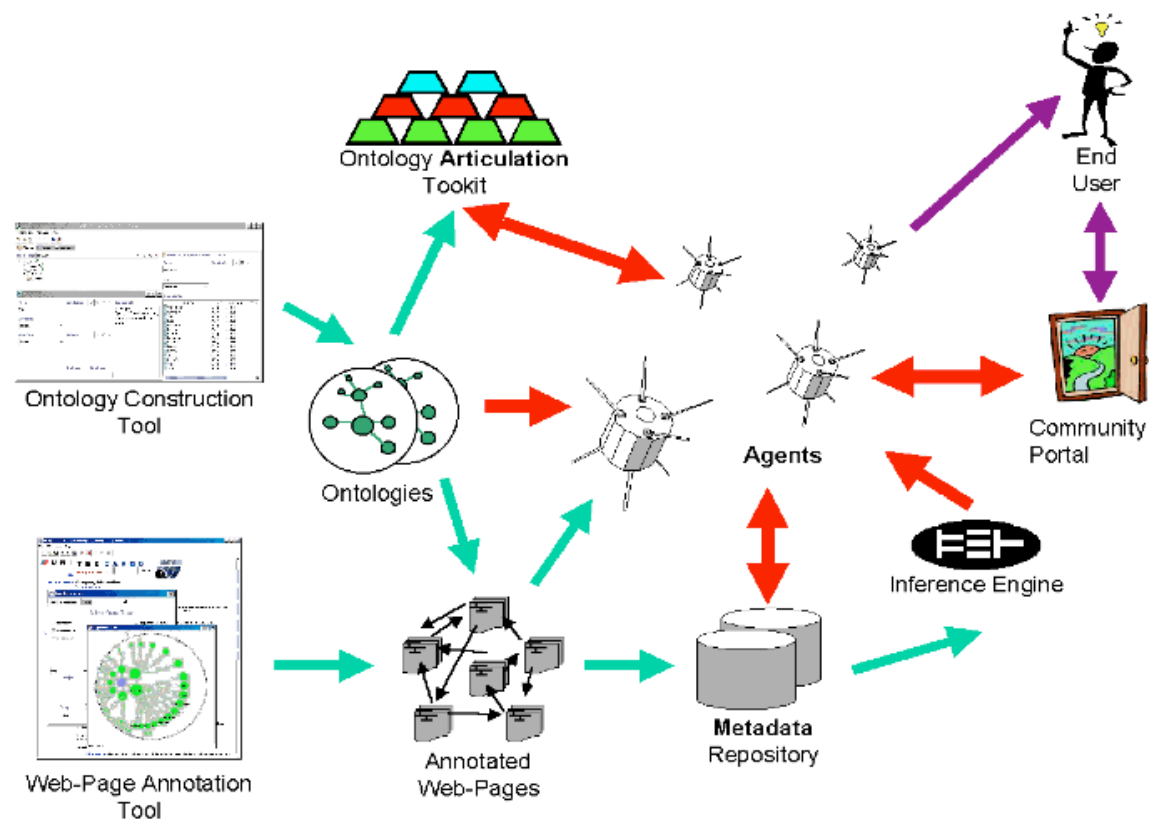 Ontology Articulation
Tookit
End
User
Ontology Construction
Tool
Ontologies
Agents
Community
Portal
Inference Engine
Web-Page Annotation
Tool
Annotated
Web-Pages
Metadata
Repository